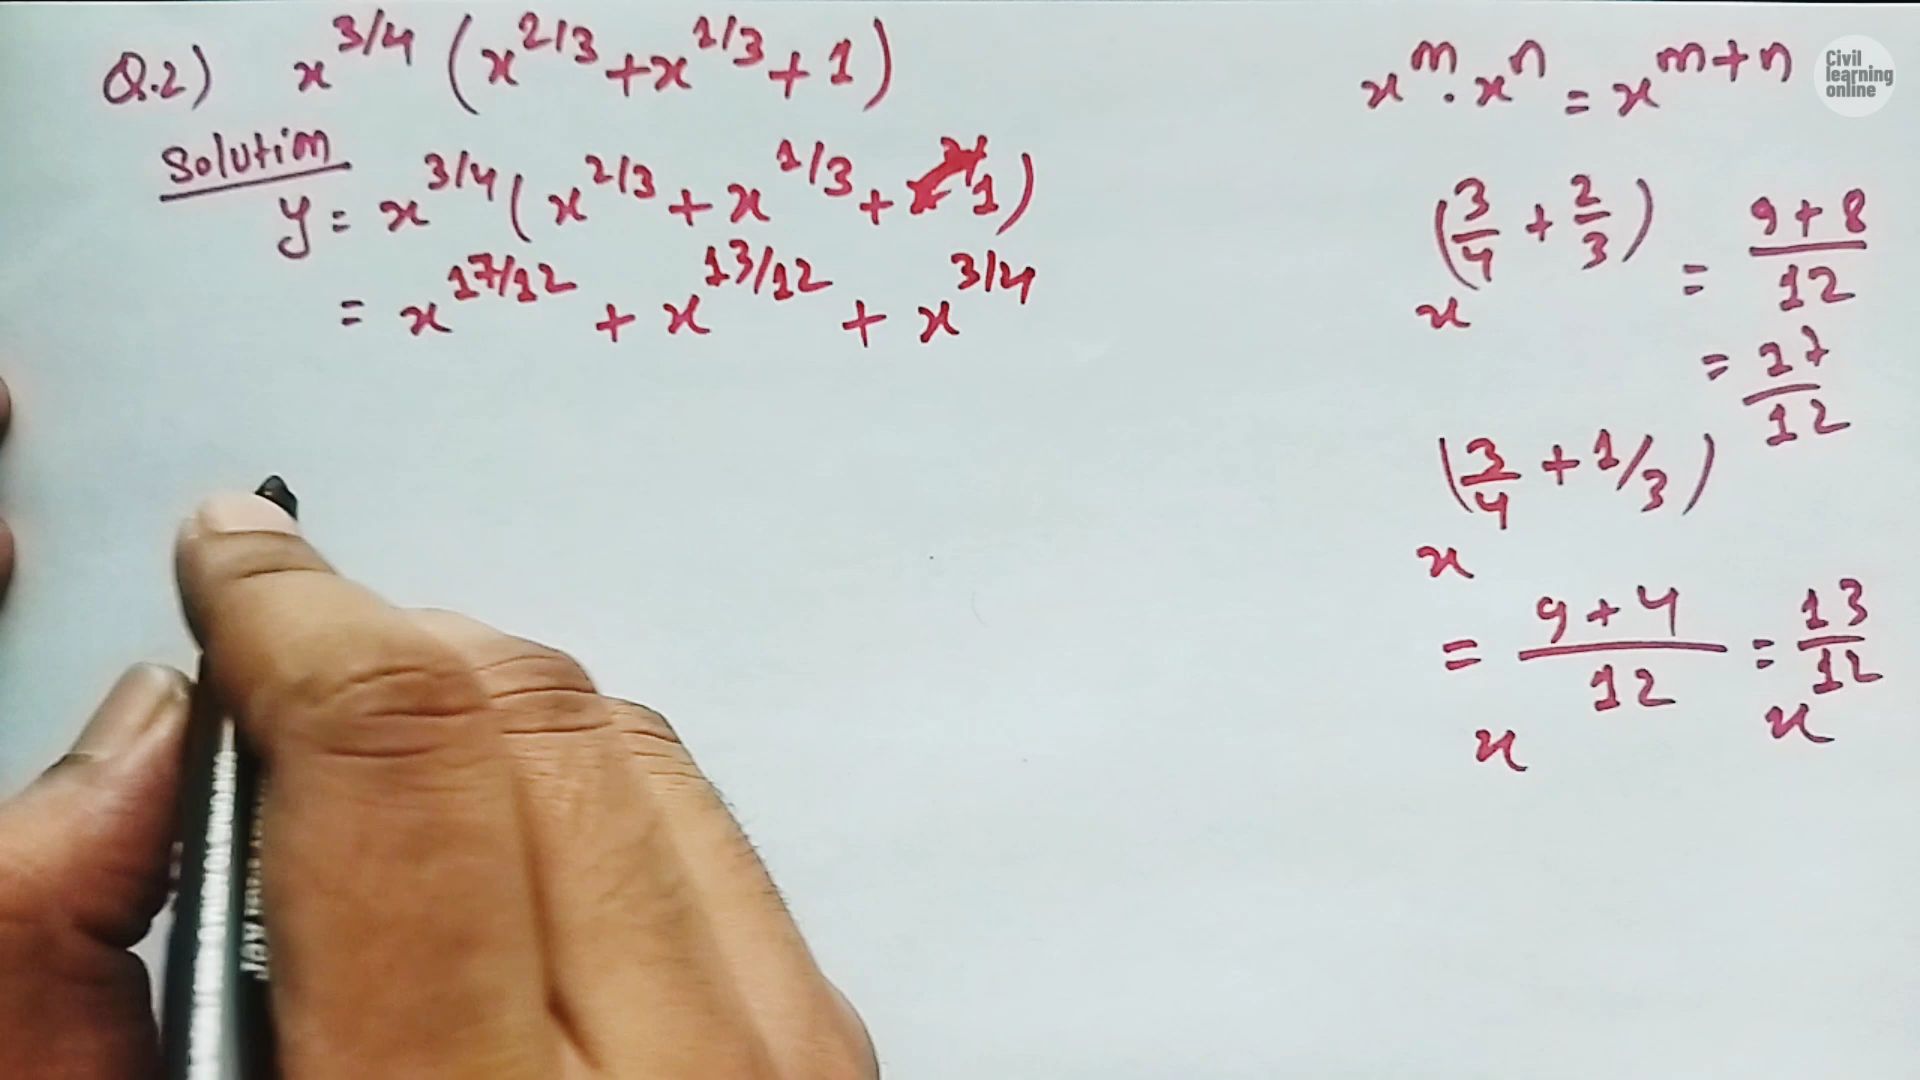 Q.2) x^3/4 (x^2/3 + x^1/3 + 1)
Solution
y = x^3/4 (x^2/3 + x^1/3 + 1)
= x^17/12 + x^13/12 + x^3/4
x^m . x^n = x^m+n
x^(3/4 + 2/3) = 9+8/12
= 17/12
x^(3/4 + 1/3)
= x^9+4/12 = x^13/12
Civil
learning
online